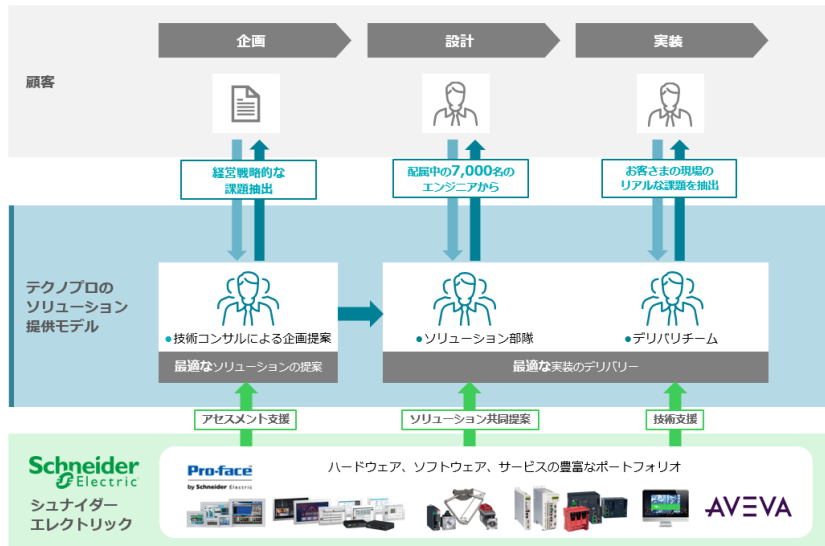 企画
設計
実装
顧客
経営戦略的な
課題抽出
配属中の7,000名の
エンジニアから
お客さまの現場の
リアルな課題を抽出
テクノプロの
ソリューション
提供モデル
●技術コンサルによる企画提案
●ソリューション部隊
●デリバリチーム
最適なソリューションの提案
最適な実装のデリバリー
アセスメント支援
ソリューション共同提案
技術支援
Schneider
Electric
シュナイダー
エレクトリック
Pro-face
by Schneider Electric
ハードウェア、ソフトウェア、サービスの豊富なポートフォリオ
AVEVA